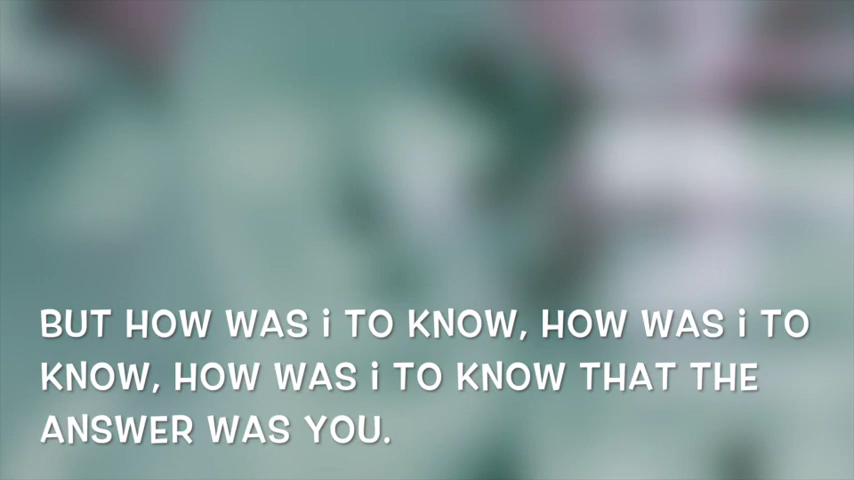 BUT HOW WAS i TO KNOW, HOW WAS i TO
KNOW, HOW WAS i TO KNOW THAT THE
ANSWER WAS YOU.